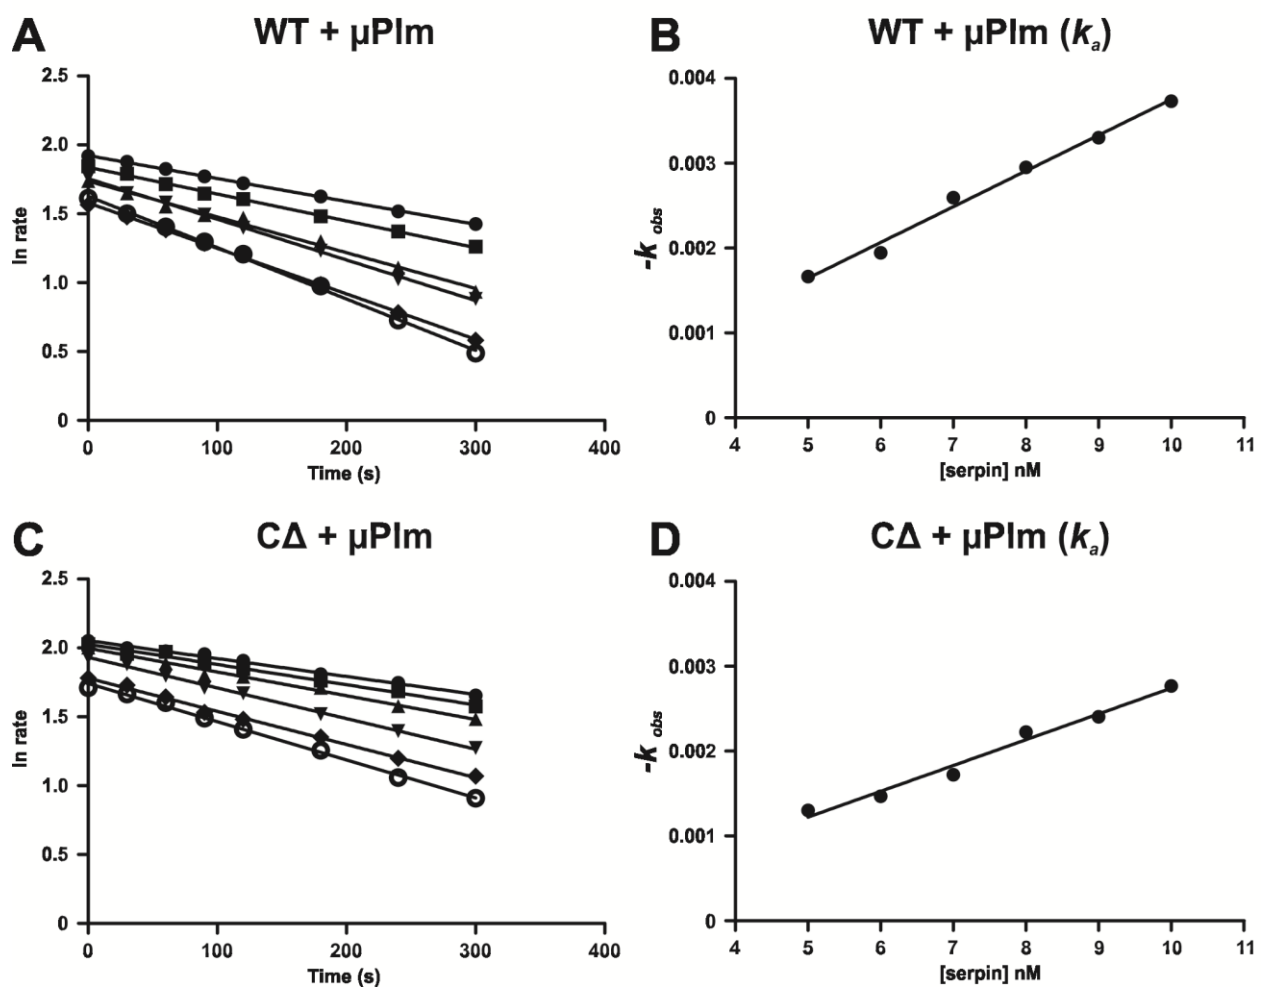 A
WT + μPlm
2.5
2.0
1.5
1.0
0.5
0
ln rate
0 100 200 300 400
Time (s)
B
WT + μPlm (ka)
0.004
0.003
0.002
0.001
0
-k obs
4 5 6 7 8 9 10 11
[serpin] nM
C
CΔ + μPlm
2.5
2.0
1.5
1.0
0.5
0
ln rate
0 100 200 300 400
Time (s)
D
CΔ + μPlm (ka)
0.004
0.003
0.002
0.001
0
-k obs
4 5 6 7 8 9 10 11
[serpin] nM